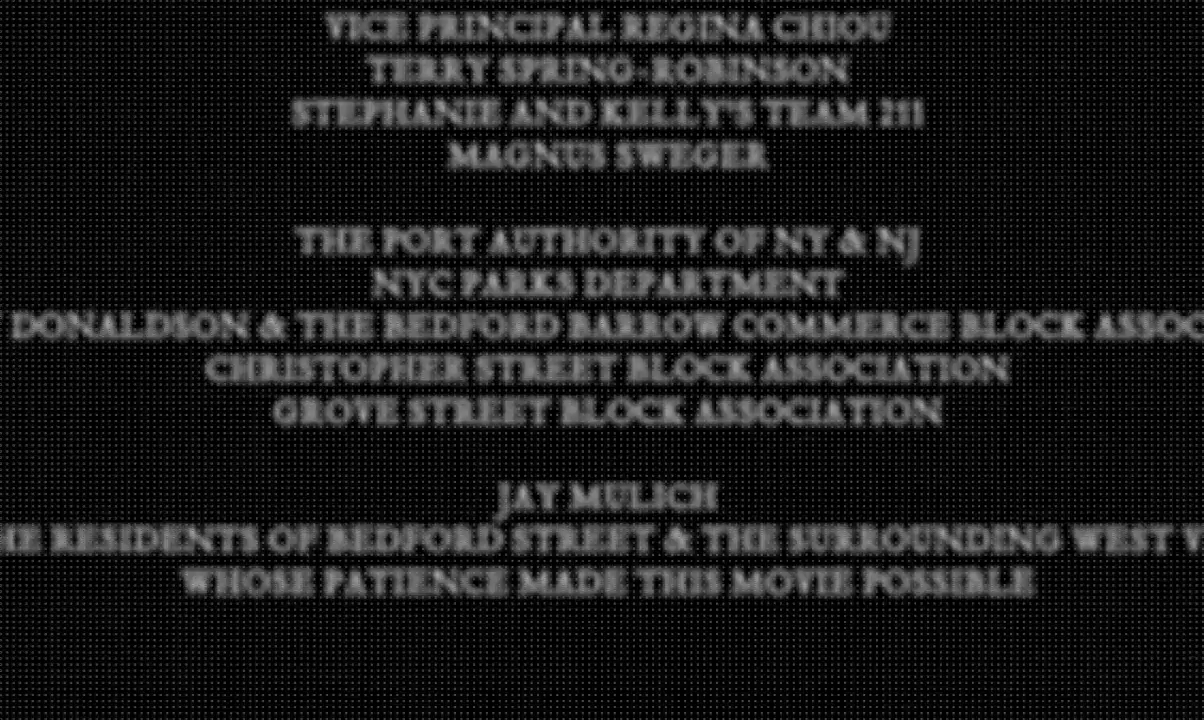 VICE PRINCIPAL REGINA CHIOU
TERRY SPRING-ROBINSON
STEPHANIE AND KELLY'S TEAM 211
MAGNUS SWEGER
THE PORT AUTHORITY OF NY & NJ
NYC PARKS DEPARTMENT
DONALDSON & THE BEDFORD BARROW COMMERCE BLOCK ASSOC
CHRISTOPHER STREET BLOCK ASSOCIATION
GROVE STREET BLOCK ASSOCIATION
JAY MULICH
HE RESIDENTS OF BEDFORD STREET & THE SURROUNDING WEST V
WHOSE PATIENCE MADE THIS MOVIE POSSIBLE